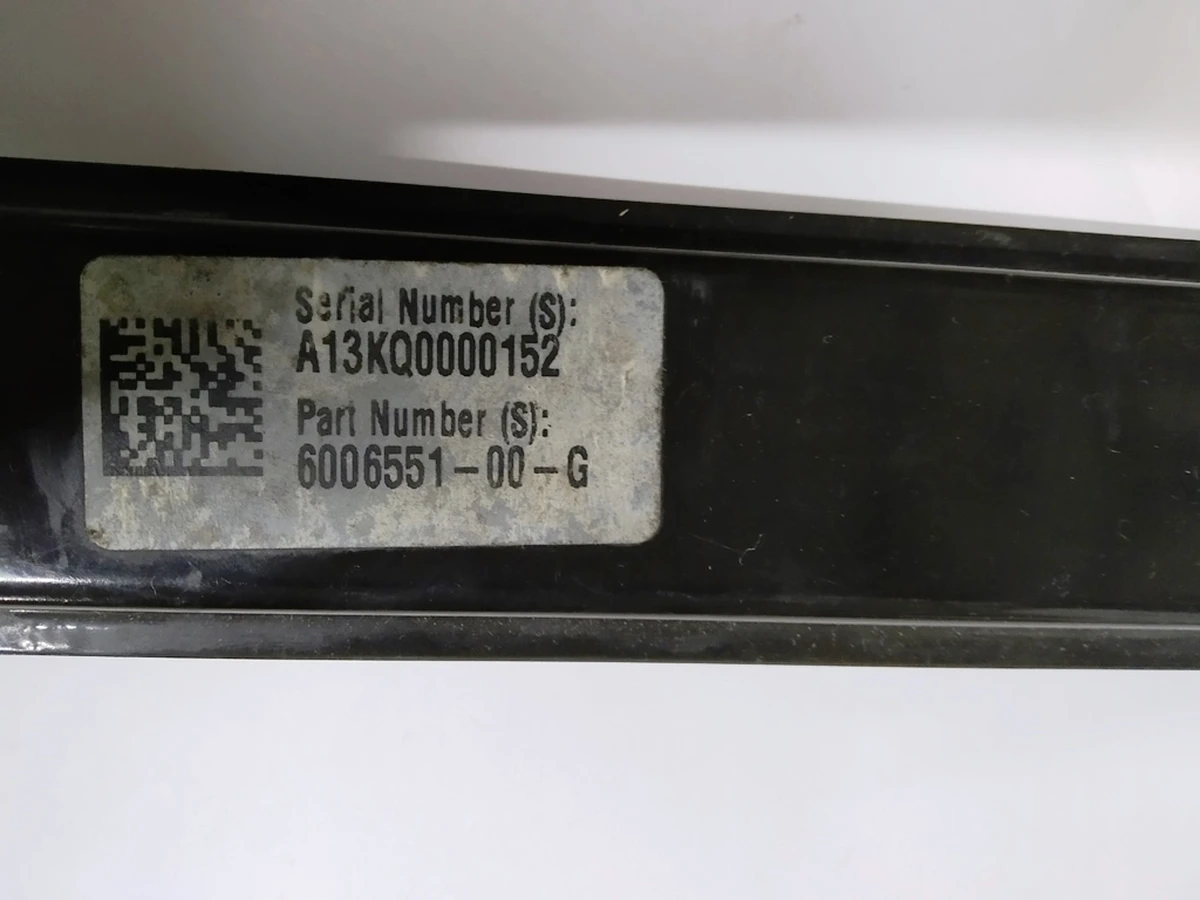 Serial Number (S):
A13KQ0000152
Part Number (S):
6006551-00-G